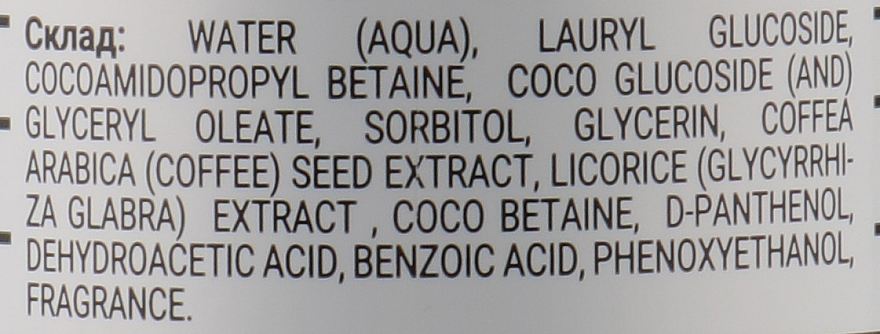 Склад: WATER (AQUA), LAURYL GLUCOSIDE,
COCOAMIDOPROPYL BETAINE, COCO GLUCOSIDE (AND)
GLYCERYL OLEATE, SORBITOL, GLYCERIN, COFFEA
ARABICA (COFFEE) SEED EXTRACT, LICORICE (GLYCYRRHI-
ZA GLABRA) EXTRACT , COCO BETAINE, D-PANTHENOL,
DEHYDROACETIC ACID, BENZOIC ACID, PHENOXYETHANOL,
FRAGRANCE.